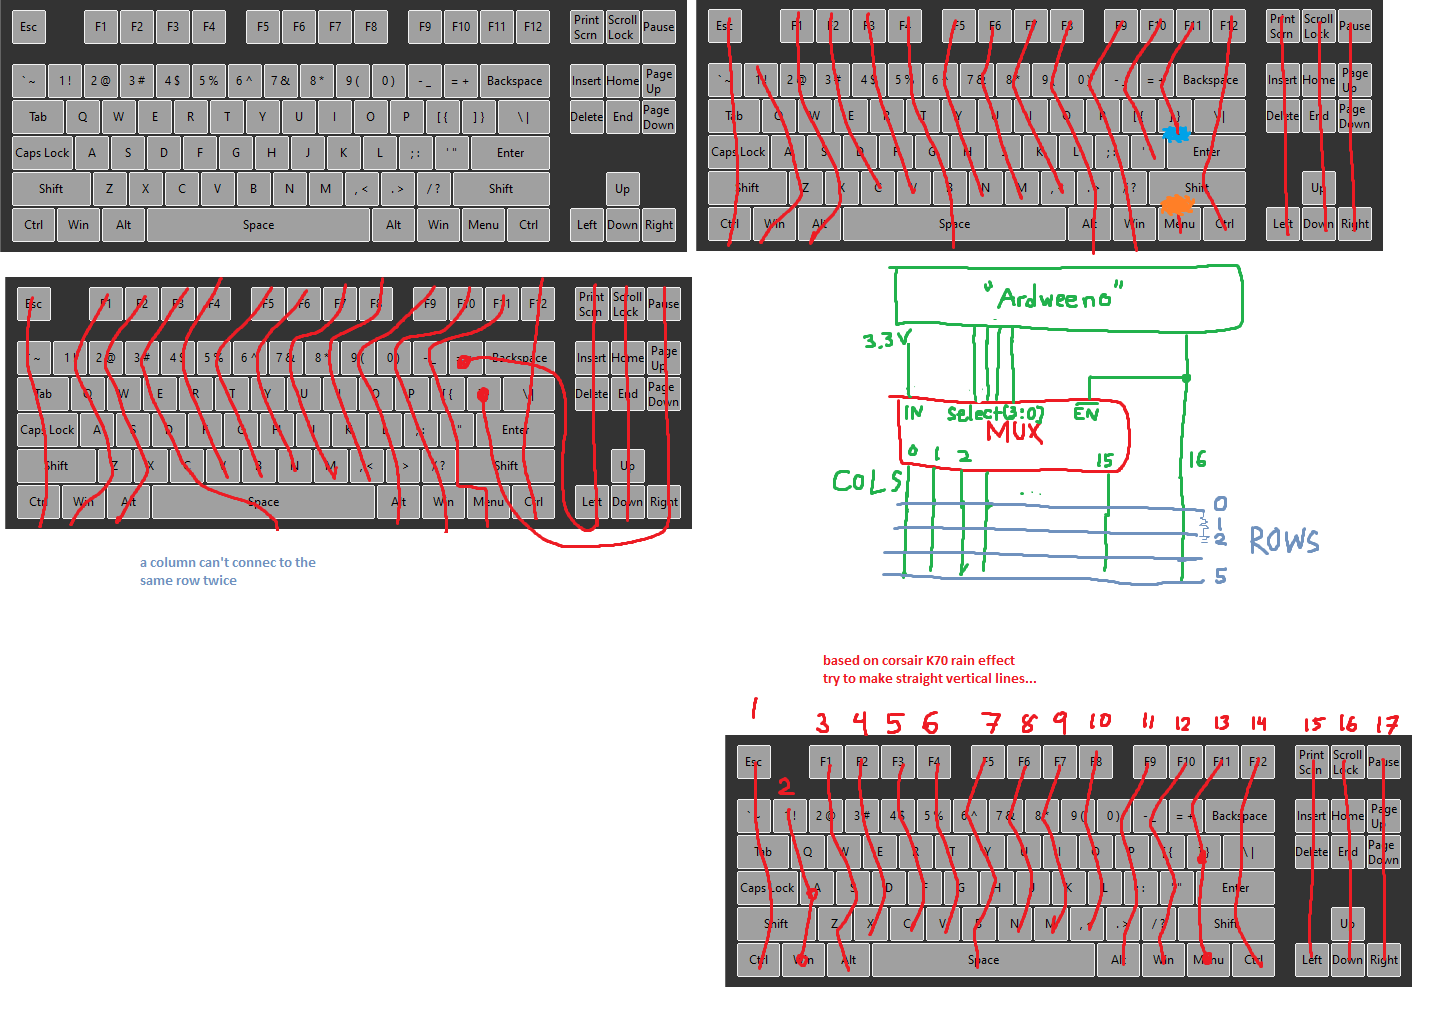 Esc F1 F2 F3 F4 F5 F6 F7 F8 F9 F10 F11 F12 Print Scrn Scroll Lock Pause
` ~ 1 ! 2 @ 3 # 4 $ 5 % 6 ^ 7 & 8 * 9 ( 0 ) - _ = + Backspace Insert Home Page Up
Tab Q W E R T Y U I O P [ { ] } \ | Delete End Page Down
Caps Lock A S D F G H J K L ; : ' " Enter
Shift Z X C V B N M , < . > / ? Shift Up
Ctrl Win Alt Space Alt Win Menu Ctrl Left Down Right
Esc F1 F2 F3 F4 F5 F6 F7 F8 F9 F10 F11 F12 Print Scrn Scroll Lock Pause
` ~ 1 ! 2 @ 3 # 4 $ 5 % 6 ^ 7 & 8 * 9 ( 0 ) - _ = + Backspace Insert Home Page Up
Tab Q W E R T Y U I O P [ { ] } \ | Delete End Page Down
Caps Lock A S D F G H J K L ; : ' Enter
Shift Z X C V B N M , < . > / ? Shift Up
Ctrl Win Alt Space Alt Win Menu Ctrl Left Down Right
Esc F1 F2 F3 F4 F5 F6 F7 F8 F9 F10 F11 F12 Print Scrn Scroll Lock Pause
` ~ 1 ! 2 @ 3 # 4 $ 5 % 6 ^ 7 & 8 * 9 ( 0 ) - _ Backspace Insert Home Page Up
Tab Q W E R T Y U I O P [ { \ | Delete End Page Down
Caps Lock A S D F G H J K L ; : " Enter
Shift Z X C V B N M , < . > / ? Shift Up
Ctrl Win Alt Space Alt Win Menu Ctrl Left Down Right
a column can't connec to the
same row twice
"Ardweeno"
3.3V
IN Select(3:0) EN
MUX
0 1 2 15 16
COLS
...
0
1
2
5
ROWS
based on corsair K70 rain effect
try to make straight vertical lines...
1 3 4 5 6 7 8 9 10 11 12 13 14 15 16 17
Esc F1 F2 F3 F4 F5 F6 F7 F8 F9 F10 F11 F12 Print Scrn Scroll Lock Pause
2
` ~ 1 ! 2 @ 3 # 4 $ 5 % 6 ^ 7 & 8 * 9 ( 0 ) - _ = + Backspace Insert Home Page Up
Tab Q W E R T Y U I O P [ { ] } \ | Delete End Page Down
Caps Lock A S D F G H J K L ; : ' " Enter
Shift Z X C V B N M , < . > / ? Shift Up
Ctrl Win Alt Space Alt Win Menu Ctrl Left Down Right